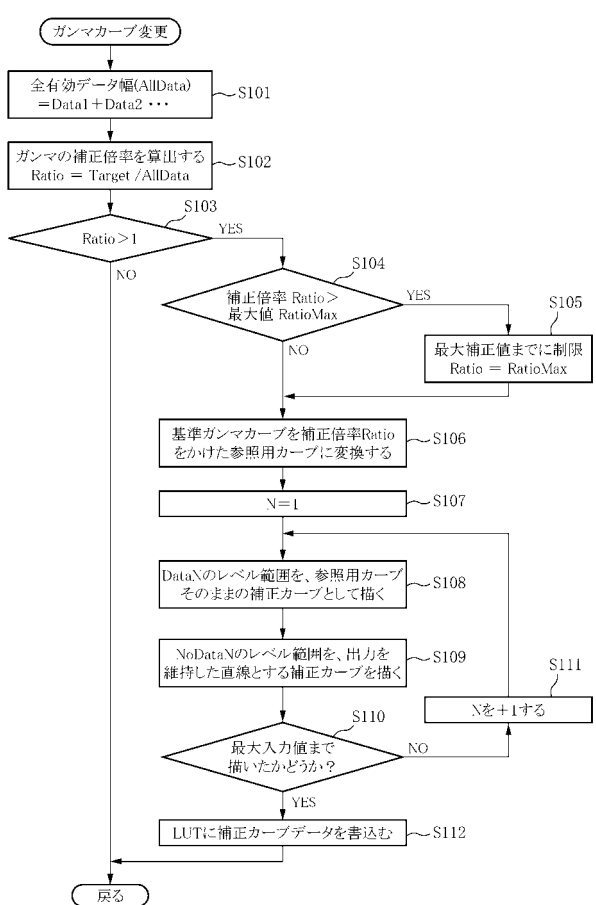 ガンマカーブ変更
全有効データ幅(AllData)
=Data1+Data2 ･･･
S101
ガンマの補正倍率を算出する
Ratio = Target/AllData
S102
S103
Ratio>1
YES
NO
S104
補正倍率 Ratio>
最大値 RatioMax
YES
NO
S105
最大補正値までに制限
Ratio = RatioMax
基準ガンマカーブを補正倍率Ratio
をかけた参照用カーブに変換する
S106
N=1
S107
DataNのレベル範囲を、参照用カーブ
そのままの補正カーブとして描く
S108
NoDataNのレベル範囲を、出力を
維持した直線とする補正カーブを描く
S109
S110
最大入力値まで
描いたかどうか？
NO
YES
S111
Nを+1する
LUTに補正カーブデータを書込む
S112
戻る